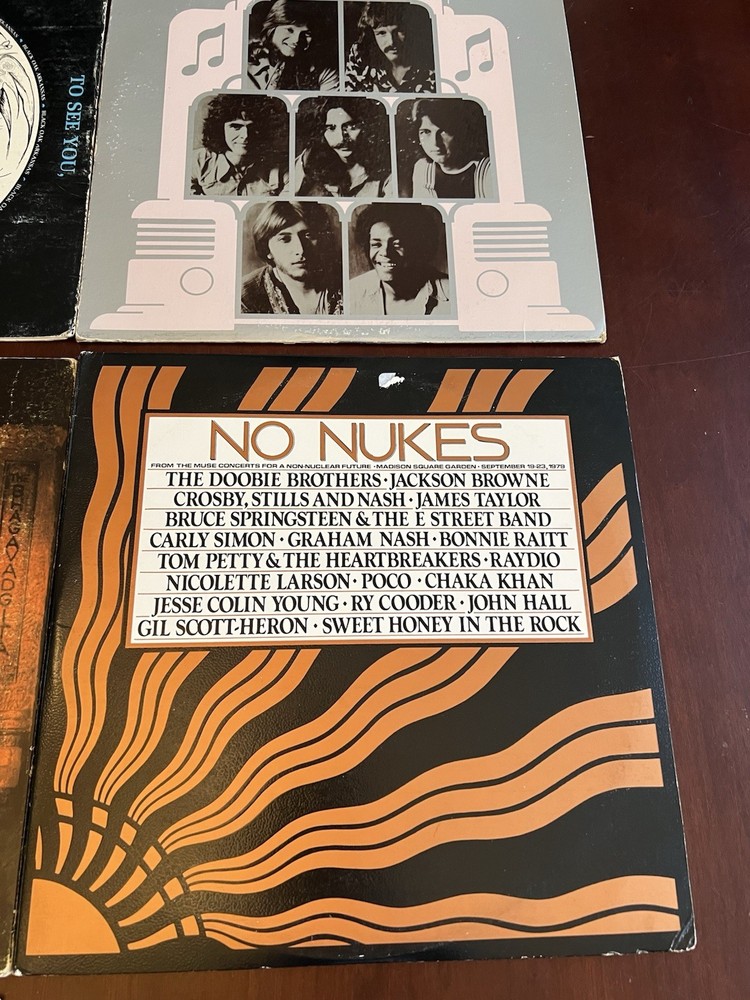 TO SEE YOU,
BLACK OAK ARKANSAS
NO NUKES
FROM THE MUSE CONCERTS FOR A NON-NUCLEAR FUTURE • MADISON SQUARE GARDEN • SEPTEMBER 19-23, 1979
THE DOOBIE BROTHERS • JACKSON BROWNE
CROSBY, STILLS AND NASH • JAMES TAYLOR
BRUCE SPRINGSTEEN & THE E STREET BAND
CARLY SIMON • GRAHAM NASH • BONNIE RAITT
TOM PETTY & THE HEARTBREAKERS • RAYDIO
NICOLETTE LARSON • POCO • CHAKA KHAN
JESSE COLIN YOUNG • RY COODER • JOHN HALL
GIL SCOTT-HERON • SWEET HONEY IN THE ROCK